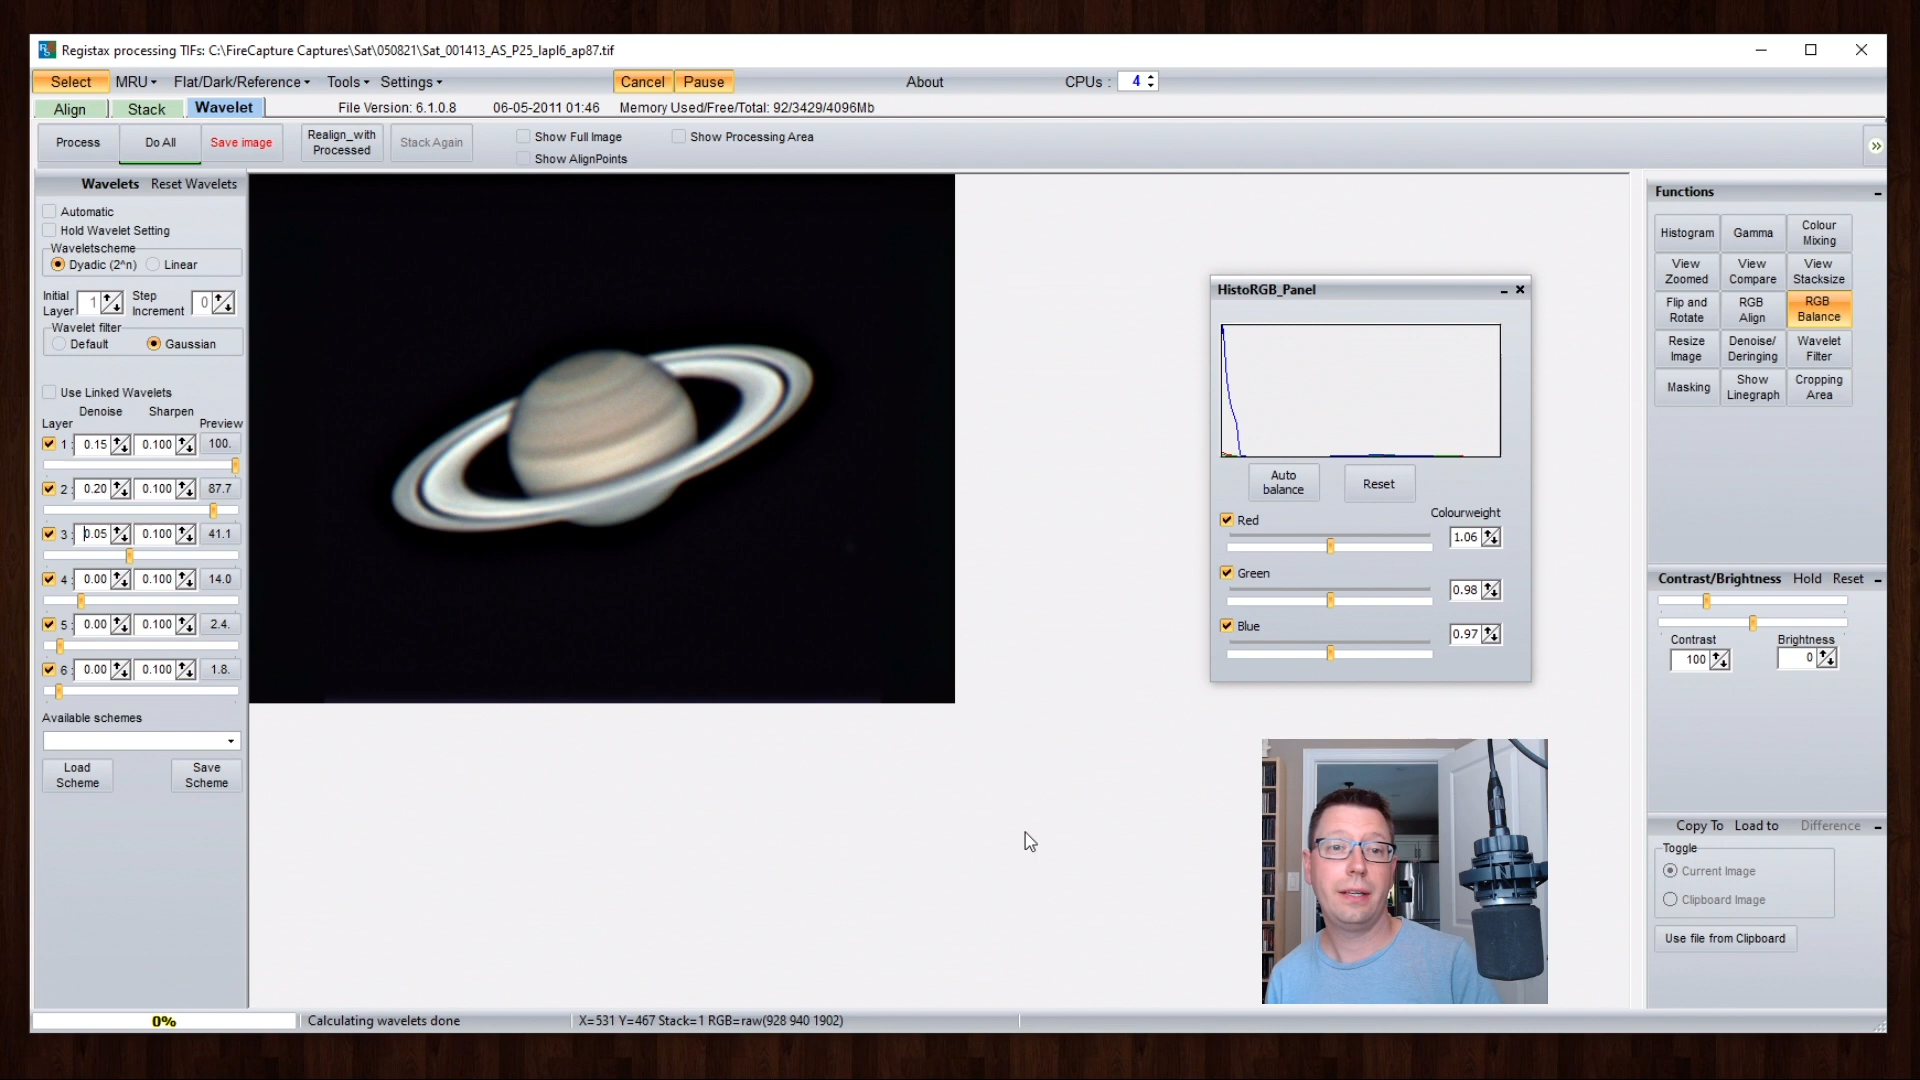 Registax processing TIFs: C:\FireCapture Captures\Sat\050821\Sat_001413_AS_P25_lapl6_ap87.tif
Select MRU Flat/Dark/Reference Tools Settings Cancel Pause About CPUs : 4
Align Stack Wavelet File Version: 6.1.0.8 06-05-2011 01:46 Memory Used/Free/Total: 92/3429/4096Mb
Process Do All Save image Realign_with Processed Stack Again
Show Full Image Show Processing Area
Show AlignPoints
Wavelets Reset Wavelets
Automatic
Hold Wavelet Setting
Waveletscheme
Dyadic (2^n) Linear
Initial Layer 1 Step Increment 0
Wavelet filter
Default Gaussian
Use Linked Wavelets
Denoise Sharpen
Layer Preview
1 : 0.15 0.100 100.
2 : 0.20 0.100 87.7
3 : 0.05 0.100 41.1
4 : 0.00 0.100 14.0
5 : 0.00 0.100 2.4.
6 : 0.00 0.100 1.8.
Available schemes
Load Scheme Save Scheme
HistoRGB_Panel
Auto balance Reset
Colourweight
Red 1.06
Green 0.98
Blue 0.97
Functions
Histogram Gamma Colour Mixing
View Zoomed View Compare View Stacksize
Flip and Rotate RGB Align RGB Balance
Resize Image Denoise/ Deringing Wavelet Filter
Masking Show Linegraph Cropping Area
Contrast/Brightness Hold Reset
Contrast Brightness
100 0
Copy To Load to Difference
Toggle
Current Image
Clipboard Image
Use file from Clipboard
0% Calculating wavelets done X=531 Y=467 Stack=1 RGB=raw(928 940 1902)